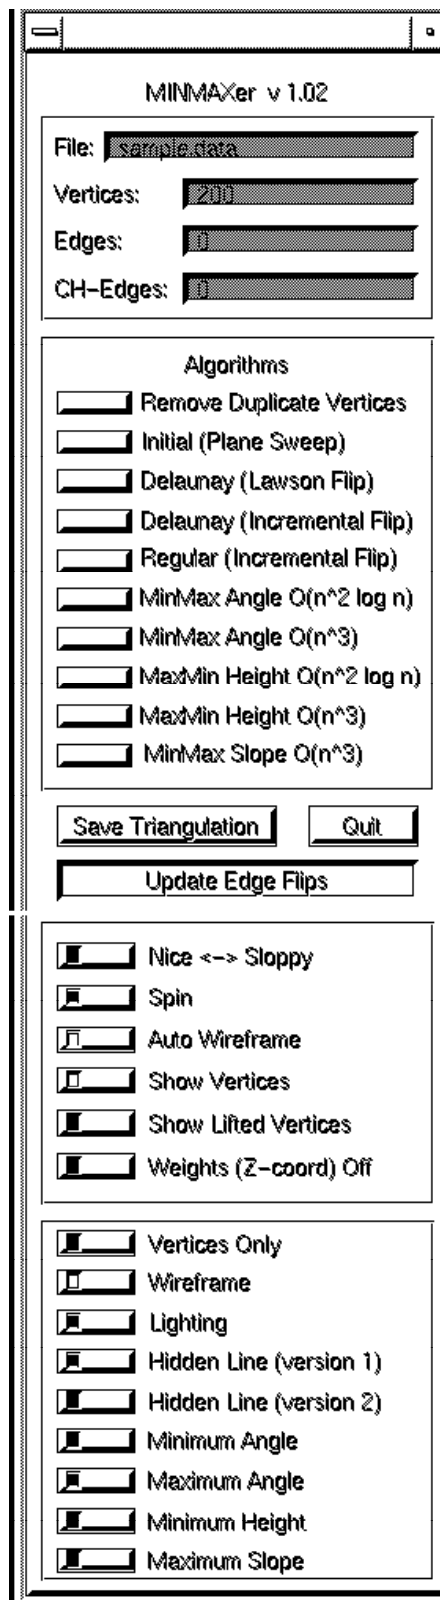 MINMAXer v 1.02
File: sample.data
Vertices: 200
Edges: 0
CH-Edges: 0
Algorithms
Remove Duplicate Vertices
Initial (Plane Sweep)
Delaunay (Lawson Flip)
Delaunay (Incremental Flip)
Regular (Incremental Flip)
MinMax Angle O(n^2 log n)
MinMax Angle O(n^3)
MaxMin Height O(n^2 log n)
MaxMin Height O(n^3)
MinMax Slope O(n^3)
Save Triangulation Quit
Update Edge Flips
Nice <-> Sloppy
Spin
Auto Wireframe
Show Vertices
Show Lifted Vertices
Weights (Z-coord) Off
Vertices Only
Wireframe
Lighting
Hidden Line (version 1)
Hidden Line (version 2)
Minimum Angle
Maximum Angle
Minimum Height
Maximum Slope